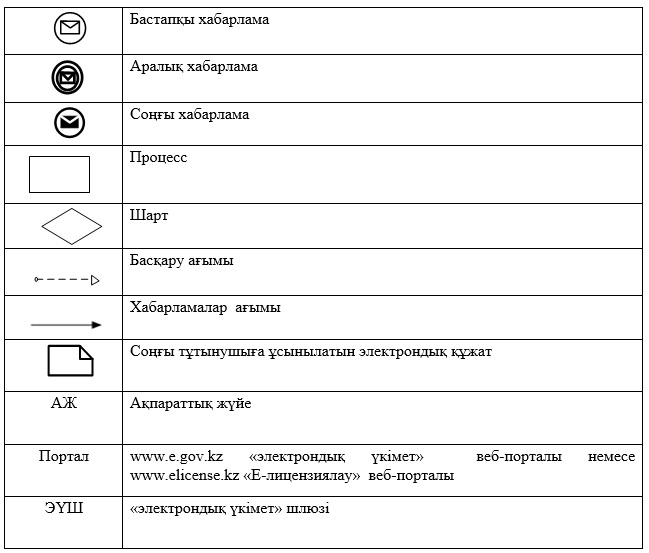 Бастапқы хабарлама
Аралық хабарлама
Соңғы хабарлама
Процесс
Шарт
Басқару ағымы
Хабарламалар ағымы
Соңғы тұтынушыға ұсынылатын электрондық құжат
АЖ Ақпараттық жүйе
Портал www.e.gov.kz «электрондық үкімет» веб-порталы немесе
www.elicense.kz «Е-лицензиялау» веб-порталы
ЭҮШ «электрондық үкімет» шлюзі